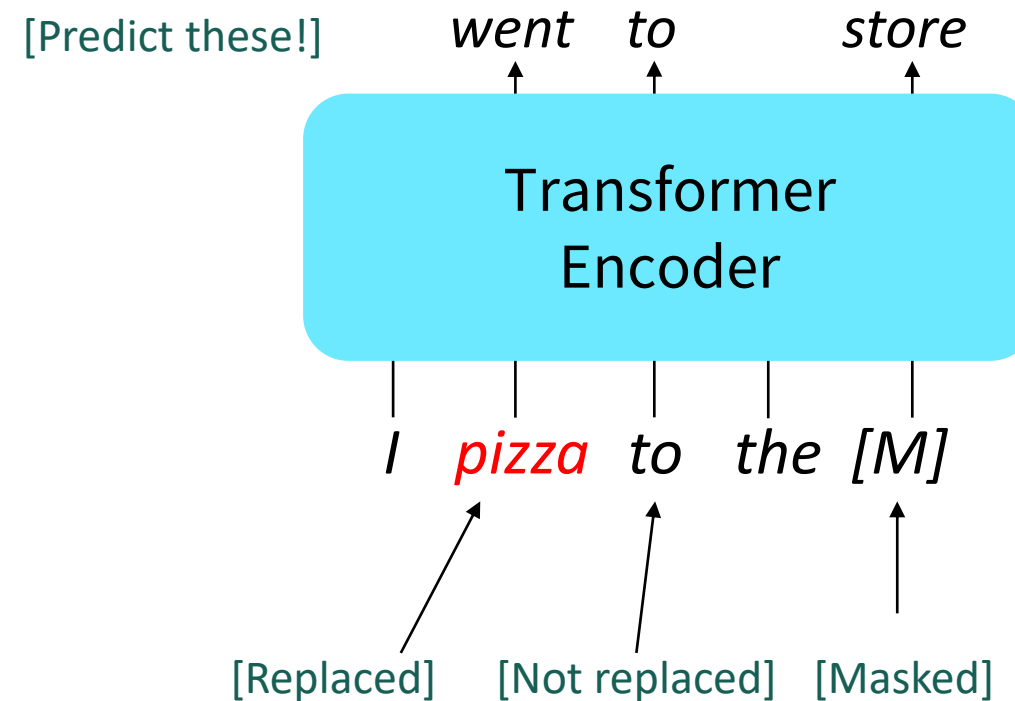 [Predict these!] went to store
Transformer
Encoder
I pizza to the [M]
[Replaced] [Not replaced] [Masked]